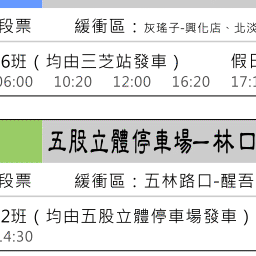 段票 緩衝區：灰瑤子-興化店、北淡
6班（均由三芝站發車） 假日
06:00 10:20 12:00 16:20 17:1
五股立體停車場—林口
段票 緩衝區：五林路口-醒吾
2班（均由五股立體停車場發車）
14:30